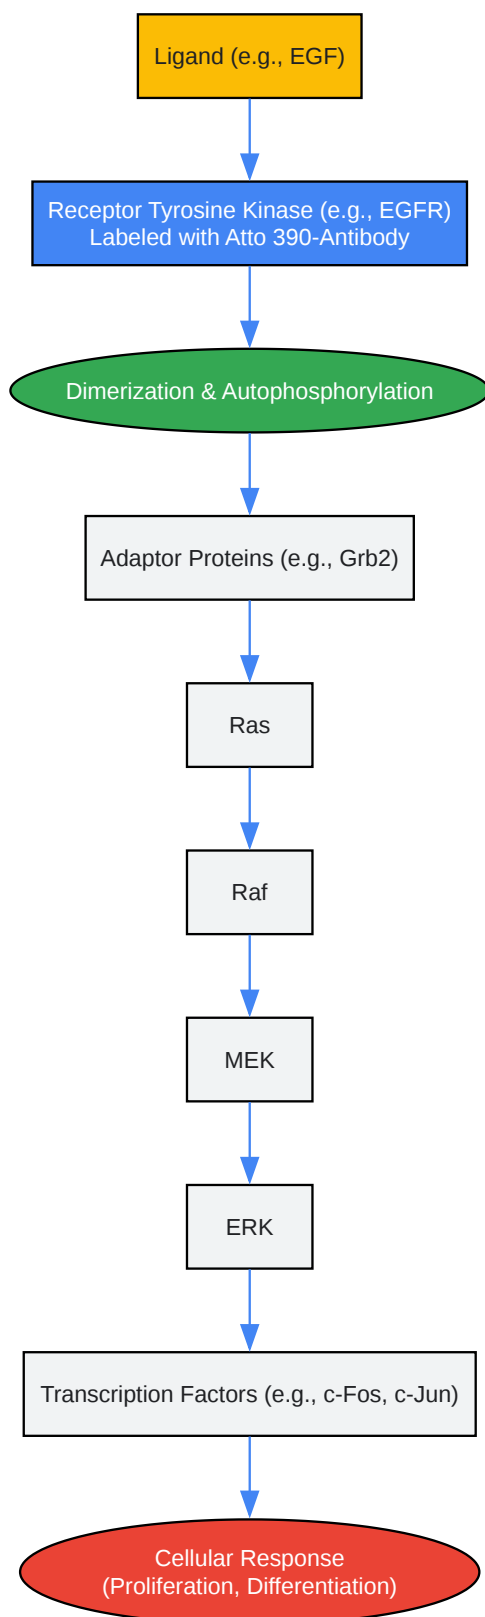 Ligand (e.g., EGF)
Receptor Tyrosine Kinase (e.g., EGFR)
Labeled with Atto 390-Antibody
Dimerization & Autophosphorylation
Adaptor Proteins (e.g., Grb2)
Ras
Raf
MEK
ERK
Transcription Factors (e.g., c-Fos, c-Jun)
Cellular Response
(Proliferation, Differentiation)